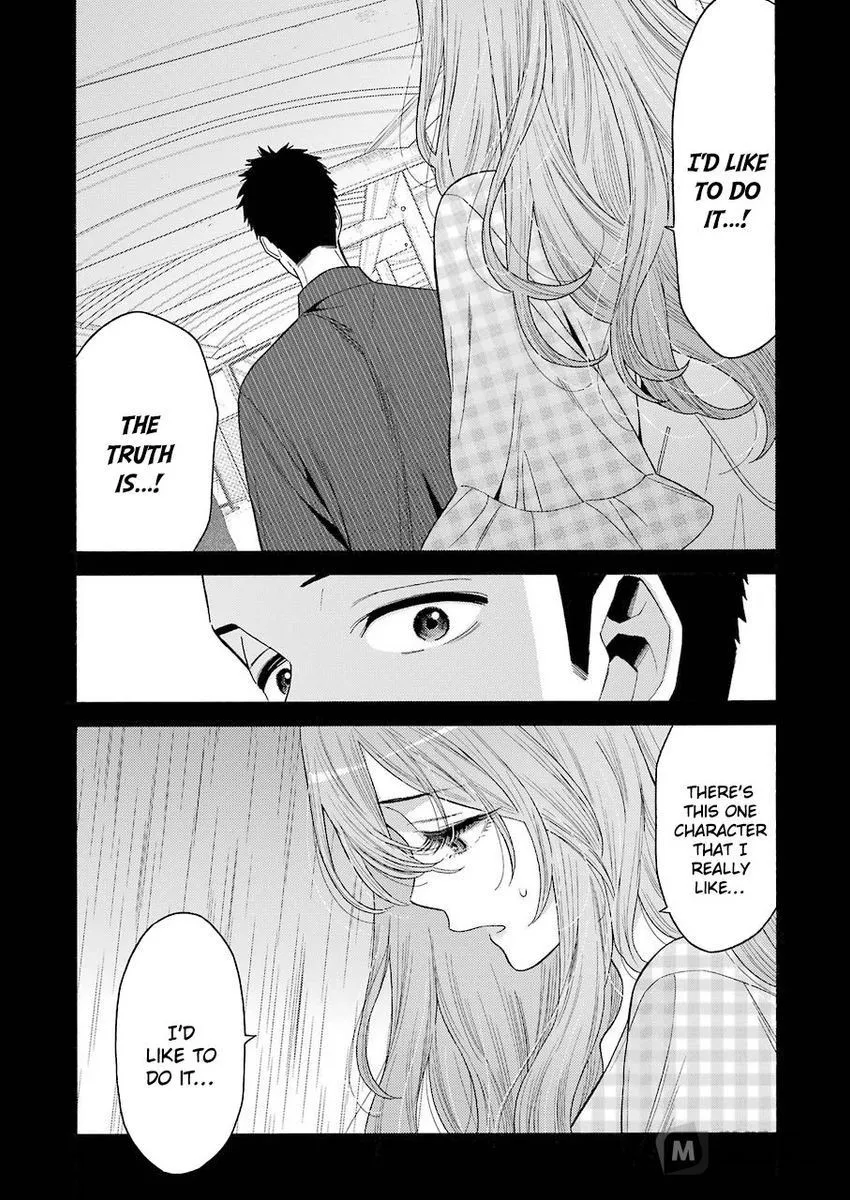 I'D LIKE
TO DO
IT...!
THE
TRUTH
IS...!
THERE'S
THIS ONE
CHARACTER
THAT I
REALLY
LIKE...
I'D
LIKE TO
DO IT...
M